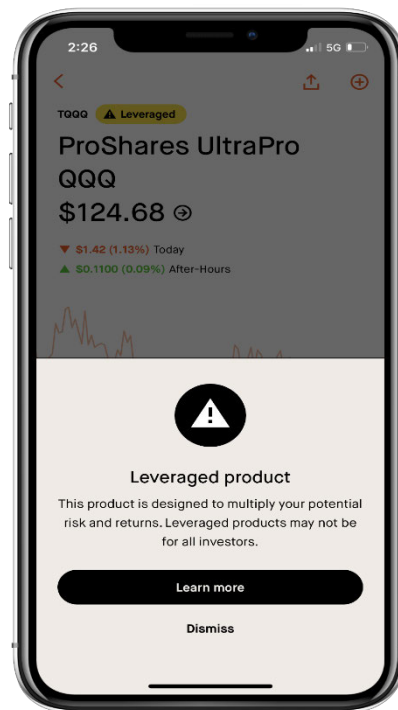 2:26
5G
TQQQ Leveraged
ProShares UltraPro
QQQ
$124.68
▼ $1.42 (1.13%) Today
▲ $0.1100 (0.09%) After-Hours
Leveraged product
This product is designed to multiply your potential
risk and returns. Leveraged products may not be
for all investors.
Learn more
Dismiss